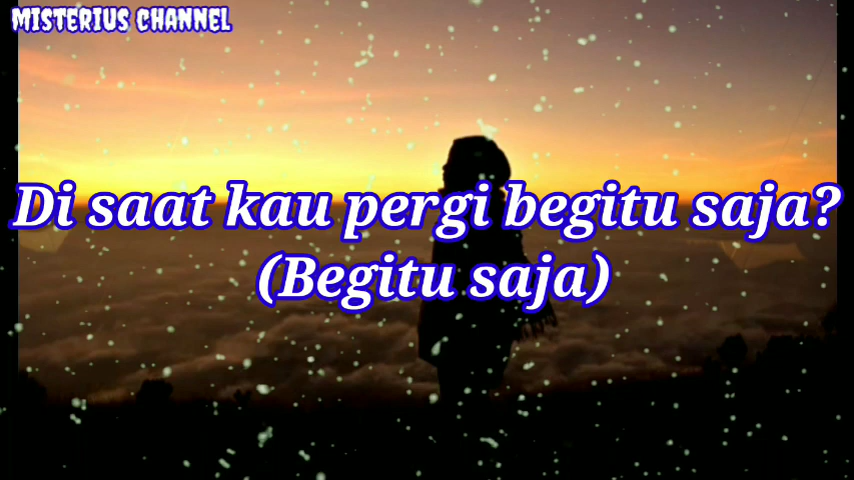 MISTERIUS CHANNEL
Di saat kau pergi begitu saja?
(Begitu saja)